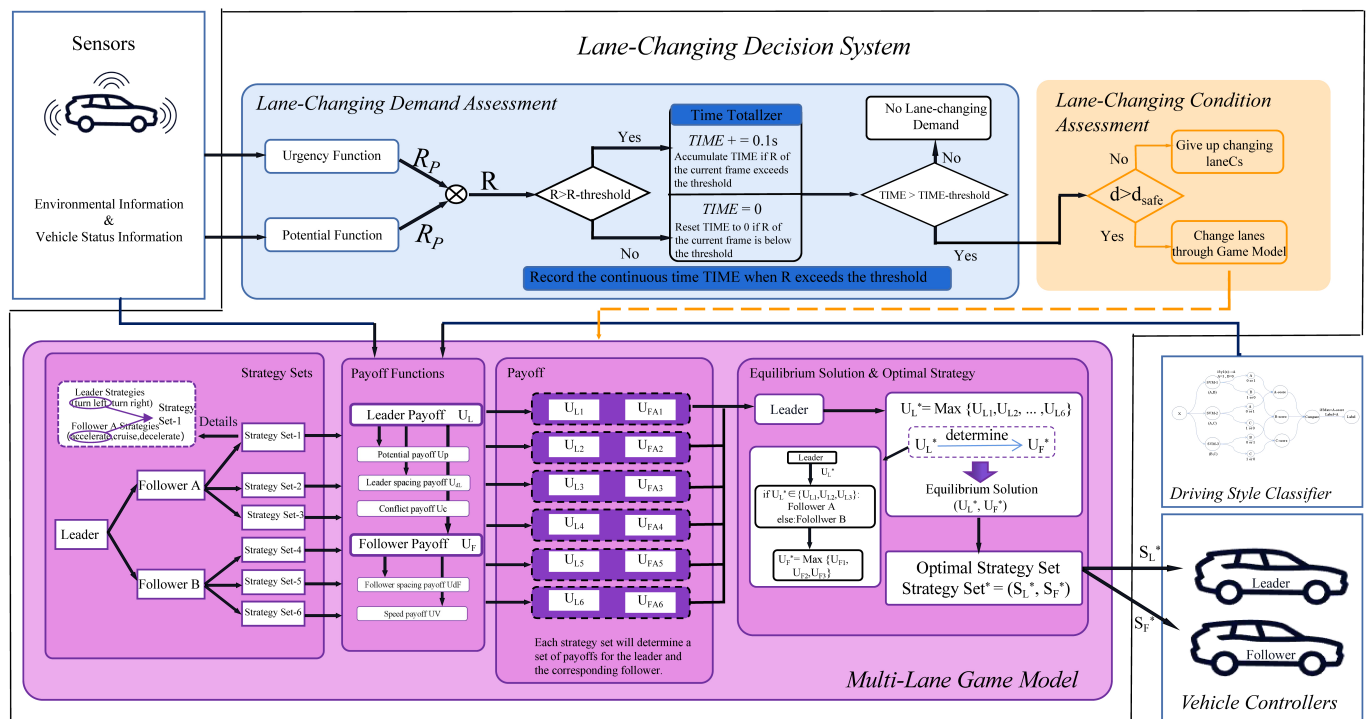 Sensors
Environmental Information
&
Vehicle Status Information
Lane-Changing Decision System
Lane-Changing Demand Assessment
Urgency Function
Potential Function
R_P
R_P
R
R>R-threshold
Yes
No
Time Totallzer
TIME + = 0.1s
Accumulate TIME if R of
the current frame exceeds
the threshold
TIME = 0
Reset TIME to 0 if R of
the current frame is below
the threshold
Record the continuous time TIME when R exceeds the threshold
No Lane-changing
Demand
No
TIME > TIME-threshold
Yes
Lane-Changing Condition
Assessment
No
Give up changing
laneCs
d>d_safe
Yes
Change lanes
through Game Model
Strategy Sets
Leader Strategies
(turn left, turn right)
Strategy
Set-1
Follower A Strategies
(accelerate,cruise,decelerate)
Details
Leader
Follower A
Follower B
Strategy Set-1
Strategy Set-2
Strategy Set-3
Strategy Set-4
Strategy Set-5
Strategy Set-6
Payoff Functions
Leader Payoff U_L
Potential payoff Up
Leader spacing payoff U_dL
Conflict payoff Uc
Follower Payoff U_F
Follower spacing payoff UdF
Speed payoff UV
Payoff
U_L1 U_FA1
U_L2 U_FA2
U_L3 U_FA3
U_L4 U_FA4
U_L5 U_FA5
U_L6 U_FA6
Each strategy set will determine a
set of payoffs for the leader and
the corresponding follower.
Equilibrium Solution & Optimal Strategy
Leader
U_L*= Max {U_L1,U_L2, ... ,U_L6}
U_L* determine U_F*
Equilibrium Solution
(U_L*, U_F*)
Leader
U_L*
if U_L*∈{U_L1,U_L2,U_L3}:
Follower A
else:Folollwer B
U_F*= Max {U_F1,
U_F2,U_F3}
Optimal Strategy Set
Strategy Set* = (S_L*, S_F*)
Multi-Lane Game Model
Driving Style Classifier
S_L*
S_F*
Leader
Follower
Vehicle Controllers